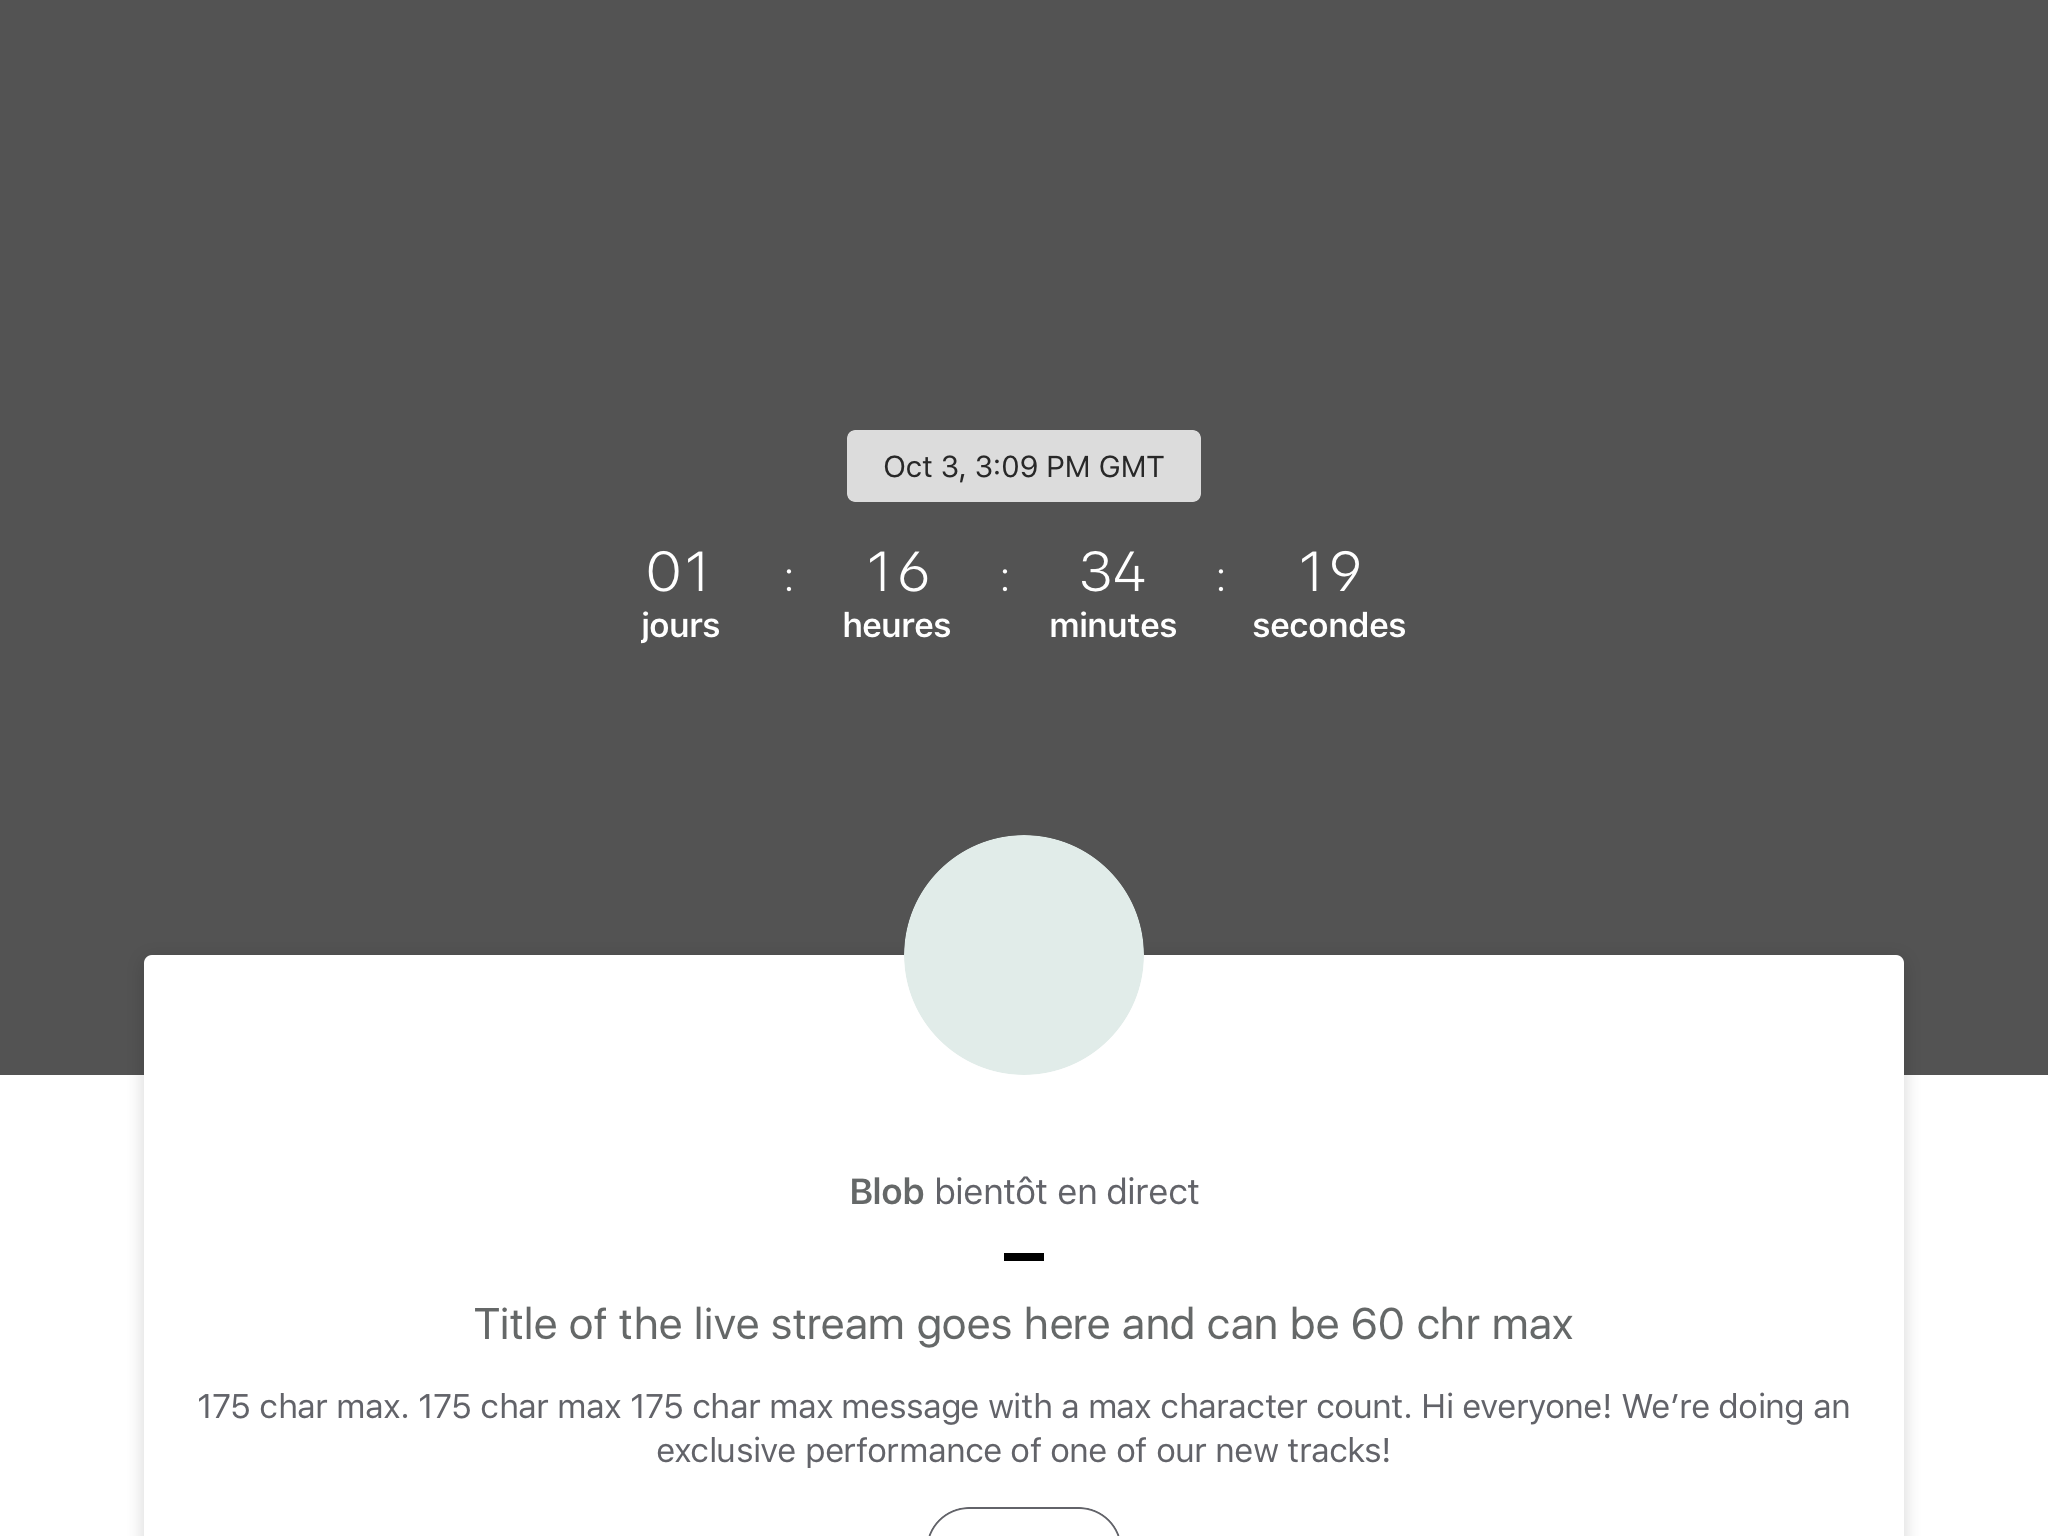 Oct 3, 3:09 PM GMT
01 : 16 : 34 : 19
jours heures minutes secondes
Blob bientôt en direct
Title of the live stream goes here and can be 60 chr max
175 char max. 175 char max 175 char max message with a max character count. Hi everyone! We’re doing an
exclusive performance of one of our new tracks!